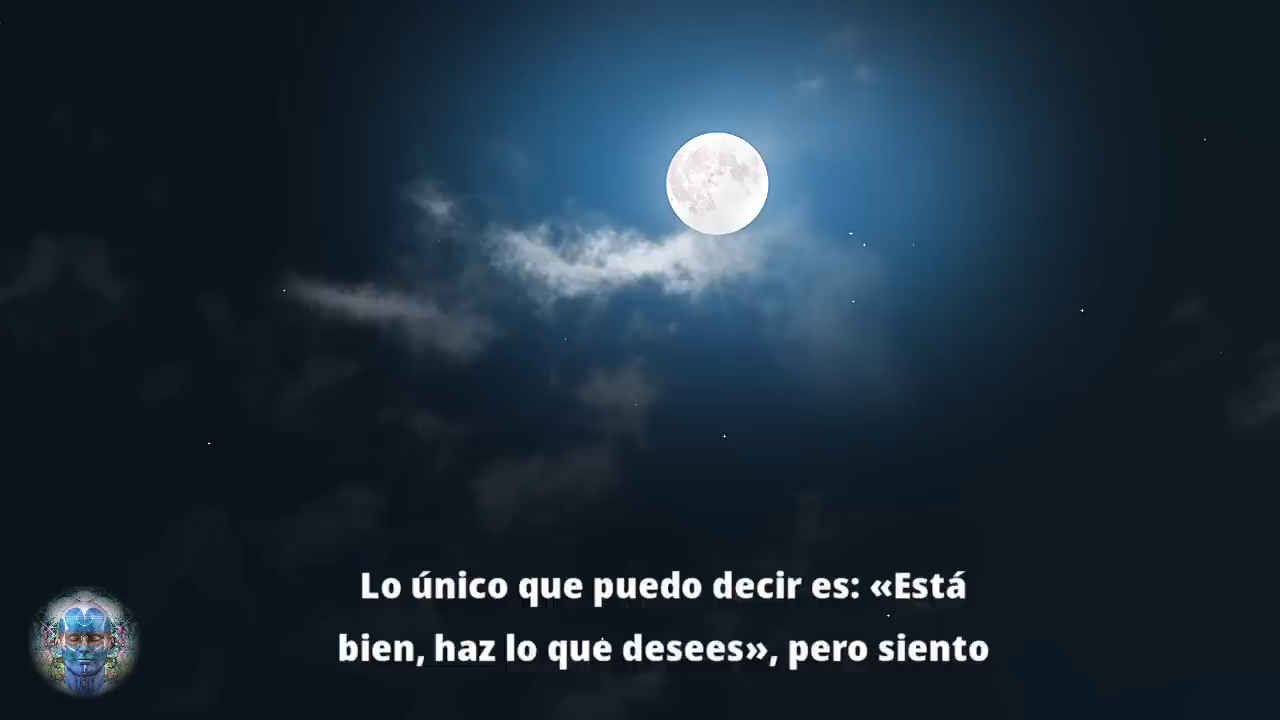 Lo único que puedo decir es: «Está
bien, haz lo que desees», pero siento